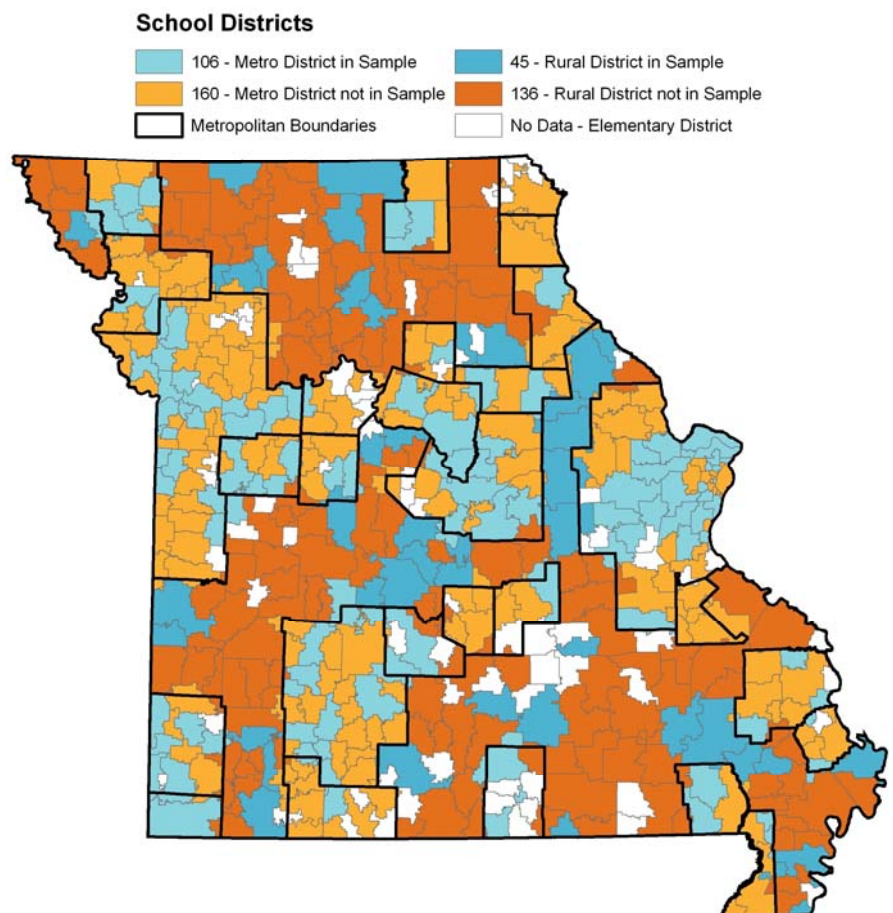 School Districts
106 - Metro District in Sample
45 - Rural District in Sample
160 - Metro District not in Sample
136 - Rural District not in Sample
Metropolitan Boundaries
No Data - Elementary District